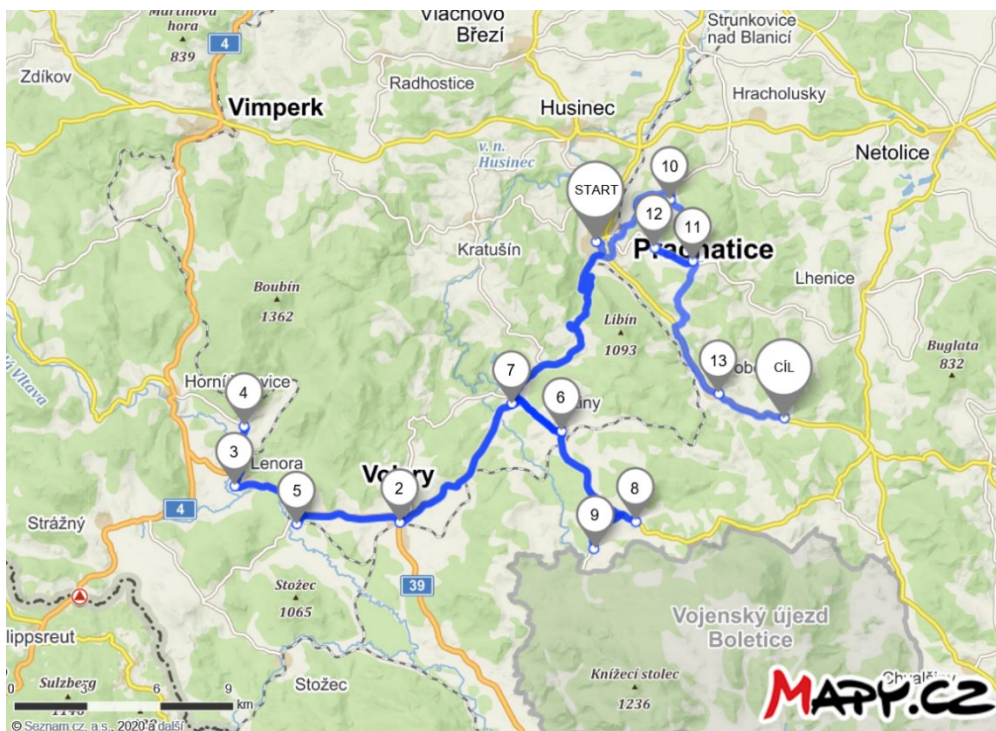 Martinova
hora
839
4
Vlachovo
Březí
Strunkovice
nad Blanicí
Zdíkov
Radhostice
Vimperk
Husinec
Hracholusky
Netolice
v. n.
Husinec
START
10
12
11
Prachatice
Kratušín
Lhenice
Boubín
1362
Libín
1093
Buglata
832
13
CÍL
7
6
4
Lenora
3
5
2
8
9
Strážný
4
39
Stožec
1065
Vojenský újezd
Boletice
Knížecí stolec
1236
Stožec
Sulzberg
0 3 6 9 km
© Seznam.cz, a.s., 2020 a další
MAPY.CZ